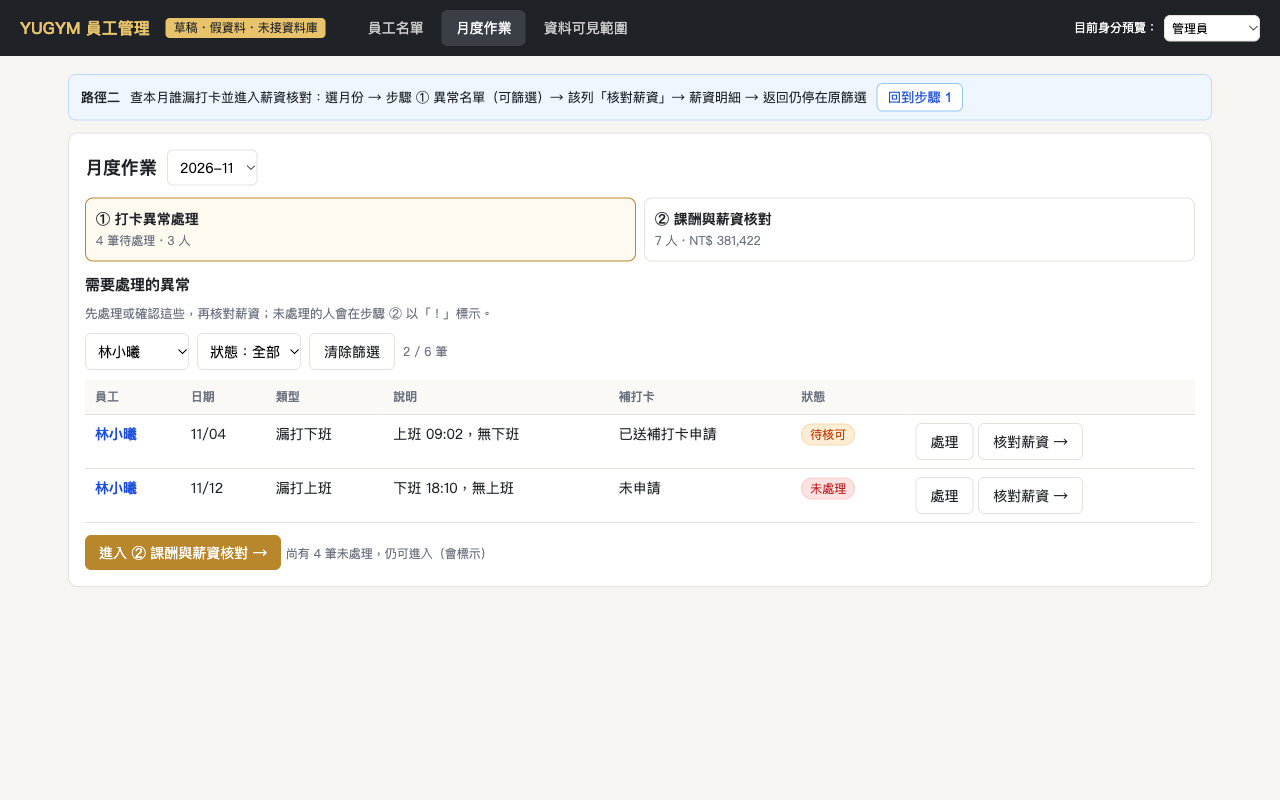 YUGYM 員工管理 草稿・假資料・未接資料庫 員工名單 月度作業 資料可見範圍 目前身分預覽： 管理員
路徑二 查本月誰漏打卡並進入薪資核對：選月份 → 步驟 ① 異常名單（可篩選）→ 該列「核對薪資」→ 薪資明細 → 返回仍停在原篩選 回到步驟 1
月度作業 2026-11
① 打卡異常處理
4 筆待處理・3 人
② 課酬與薪資核對
7 人・NT$ 381,422
需要處理的異常
先處理或確認這些，再核對薪資；未處理的人會在步驟 ② 以「！」標示。
林小曦 狀態：全部 清除篩選 2 / 6 筆
員工 日期 類型 說明 補打卡 狀態
林小曦 11/04 漏打下班 上班 09:02，無下班 已送補打卡申請 待核可 處理 核對薪資 →
林小曦 11/12 漏打上班 下班 18:10，無上班 未申請 未處理 處理 核對薪資 →
進入 ② 課酬與薪資核對 → 尚有 4 筆未處理，仍可進入（會標示）